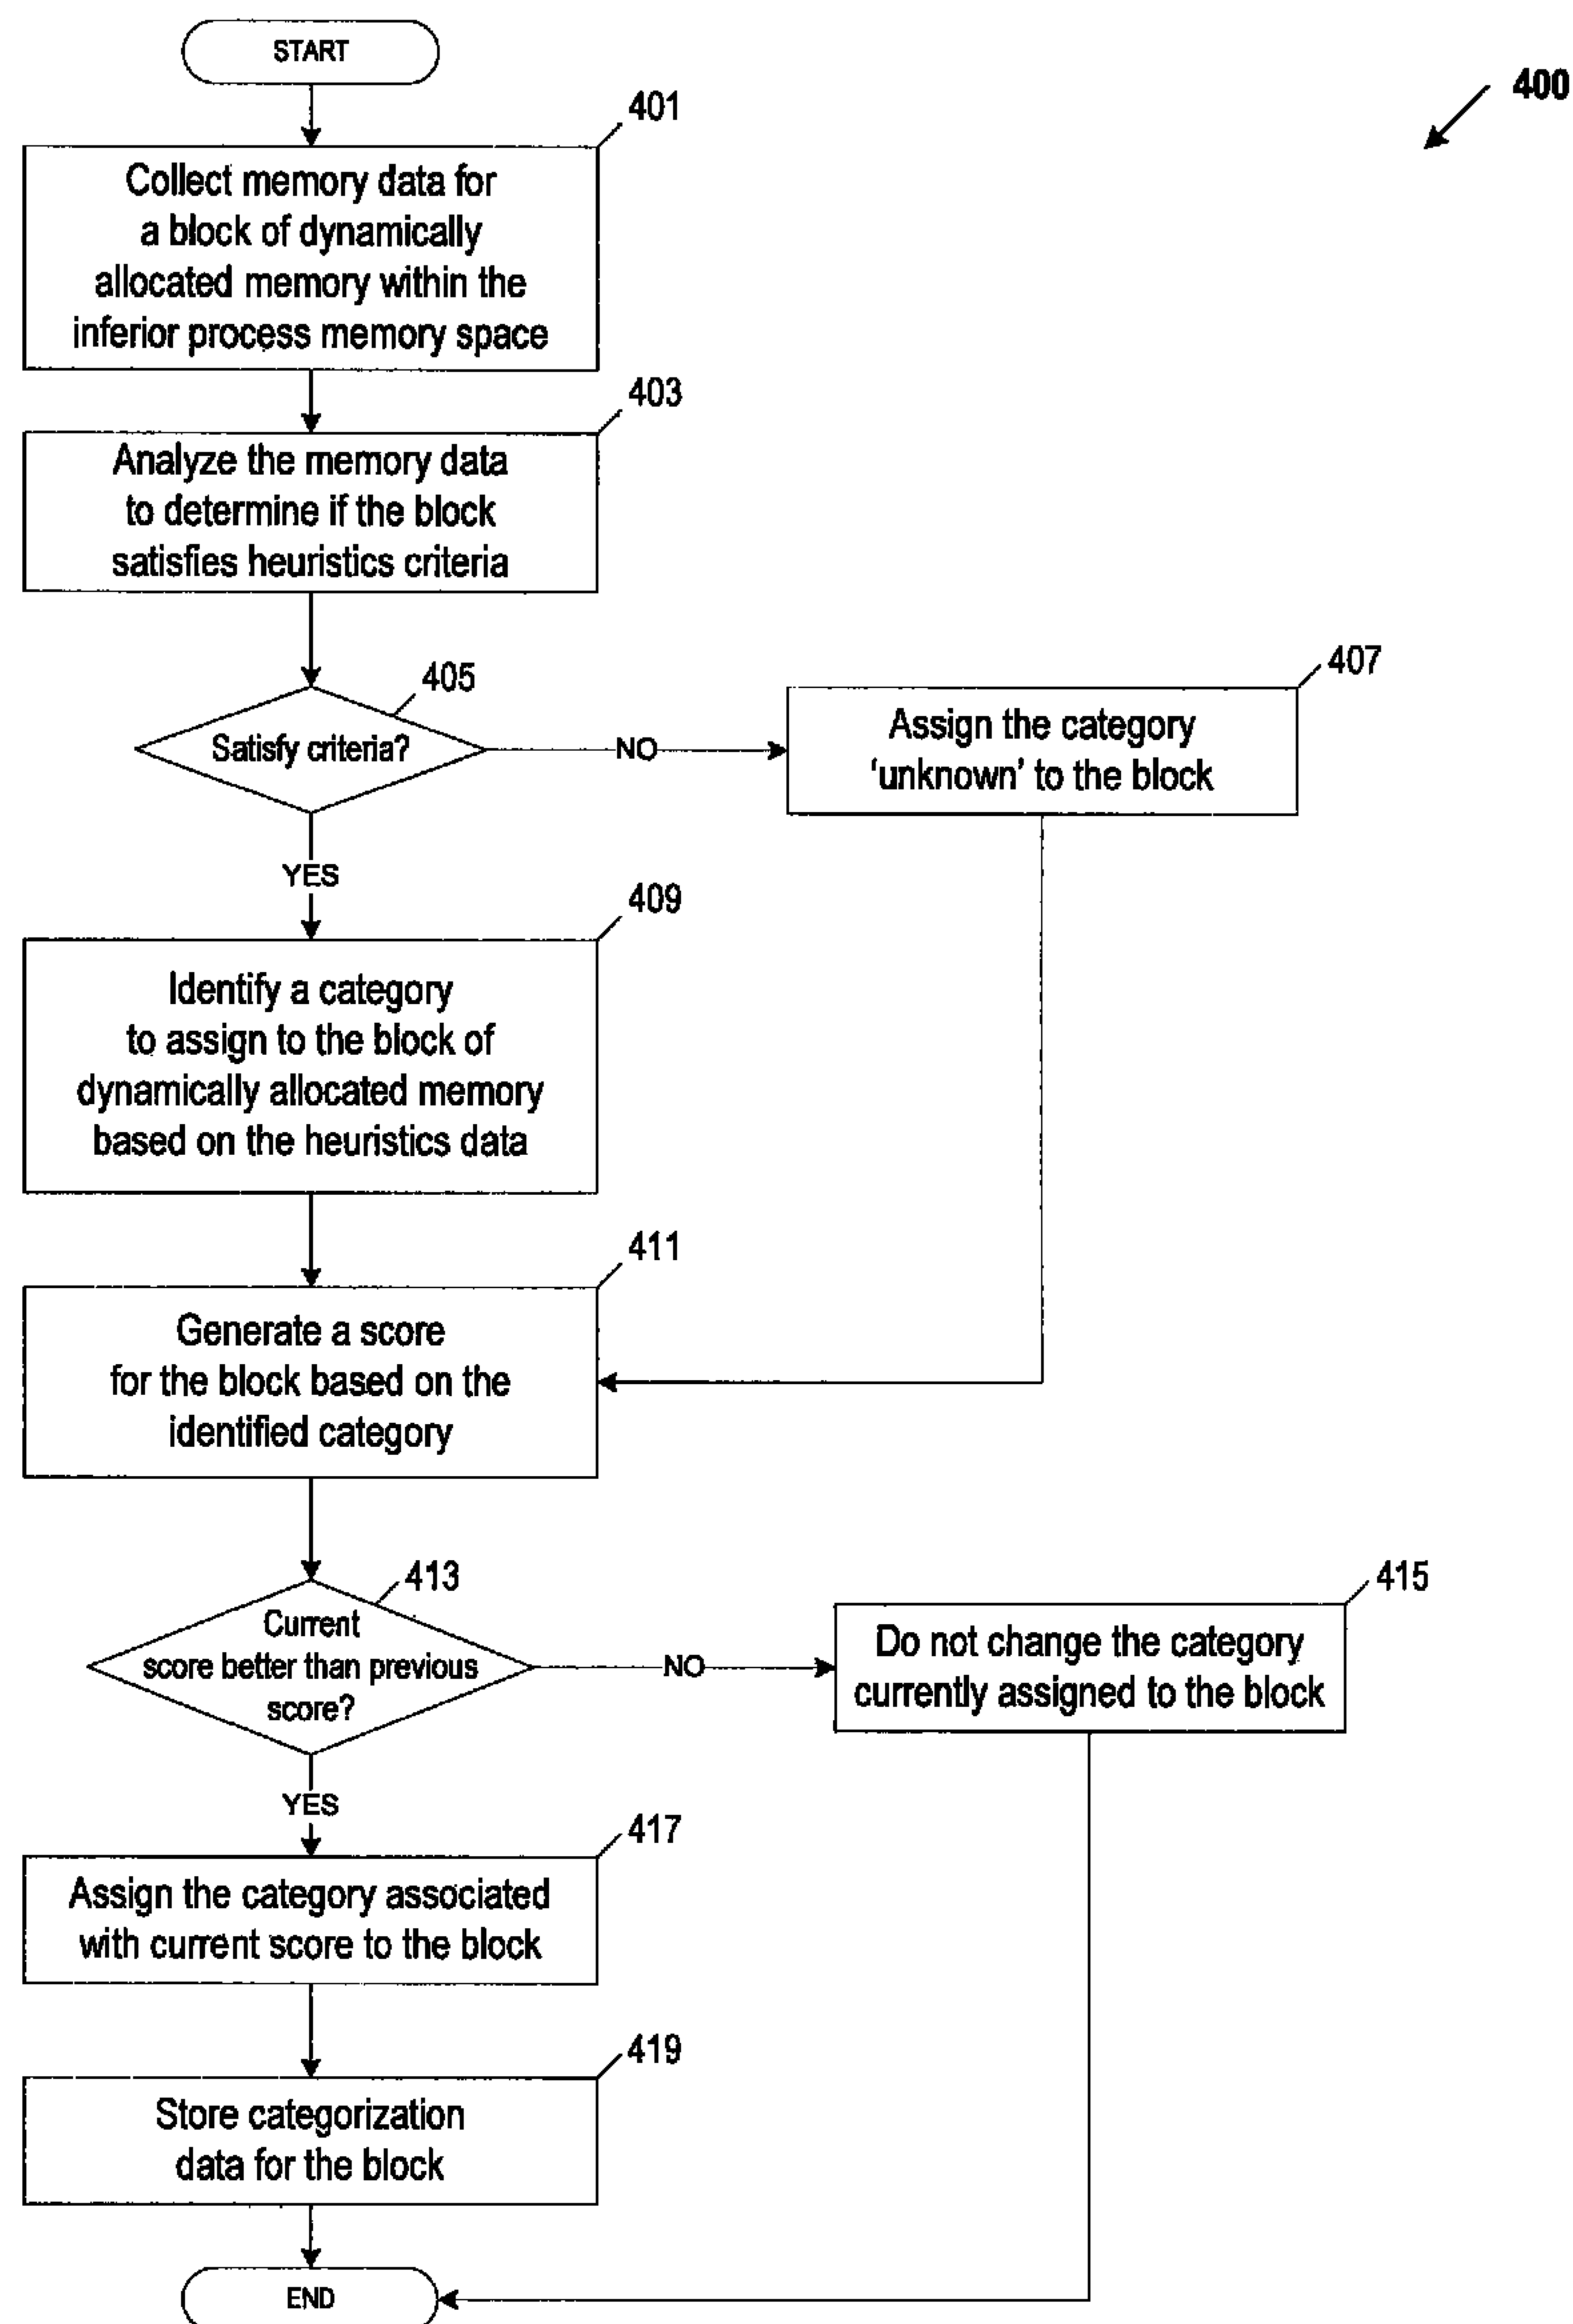 START
400
401
Collect memory data for
a block of dynamically
allocated memory within the
inferior process memory space
403
Analyze the memory data
to determine if the block
satisfies heuristics criteria
405
Satisfy criteria?
NO
407
Assign the category
‘unknown’ to the block
YES
409
Identify a category
to assign to the block of
dynamically allocated memory
based on the heuristics data
411
Generate a score
for the block based on the
identified category
413
Current
score better than previous
score?
NO
415
Do not change the category
currently assigned to the block
YES
417
Assign the category associated
with current score to the block
419
Store categorization
data for the block
END